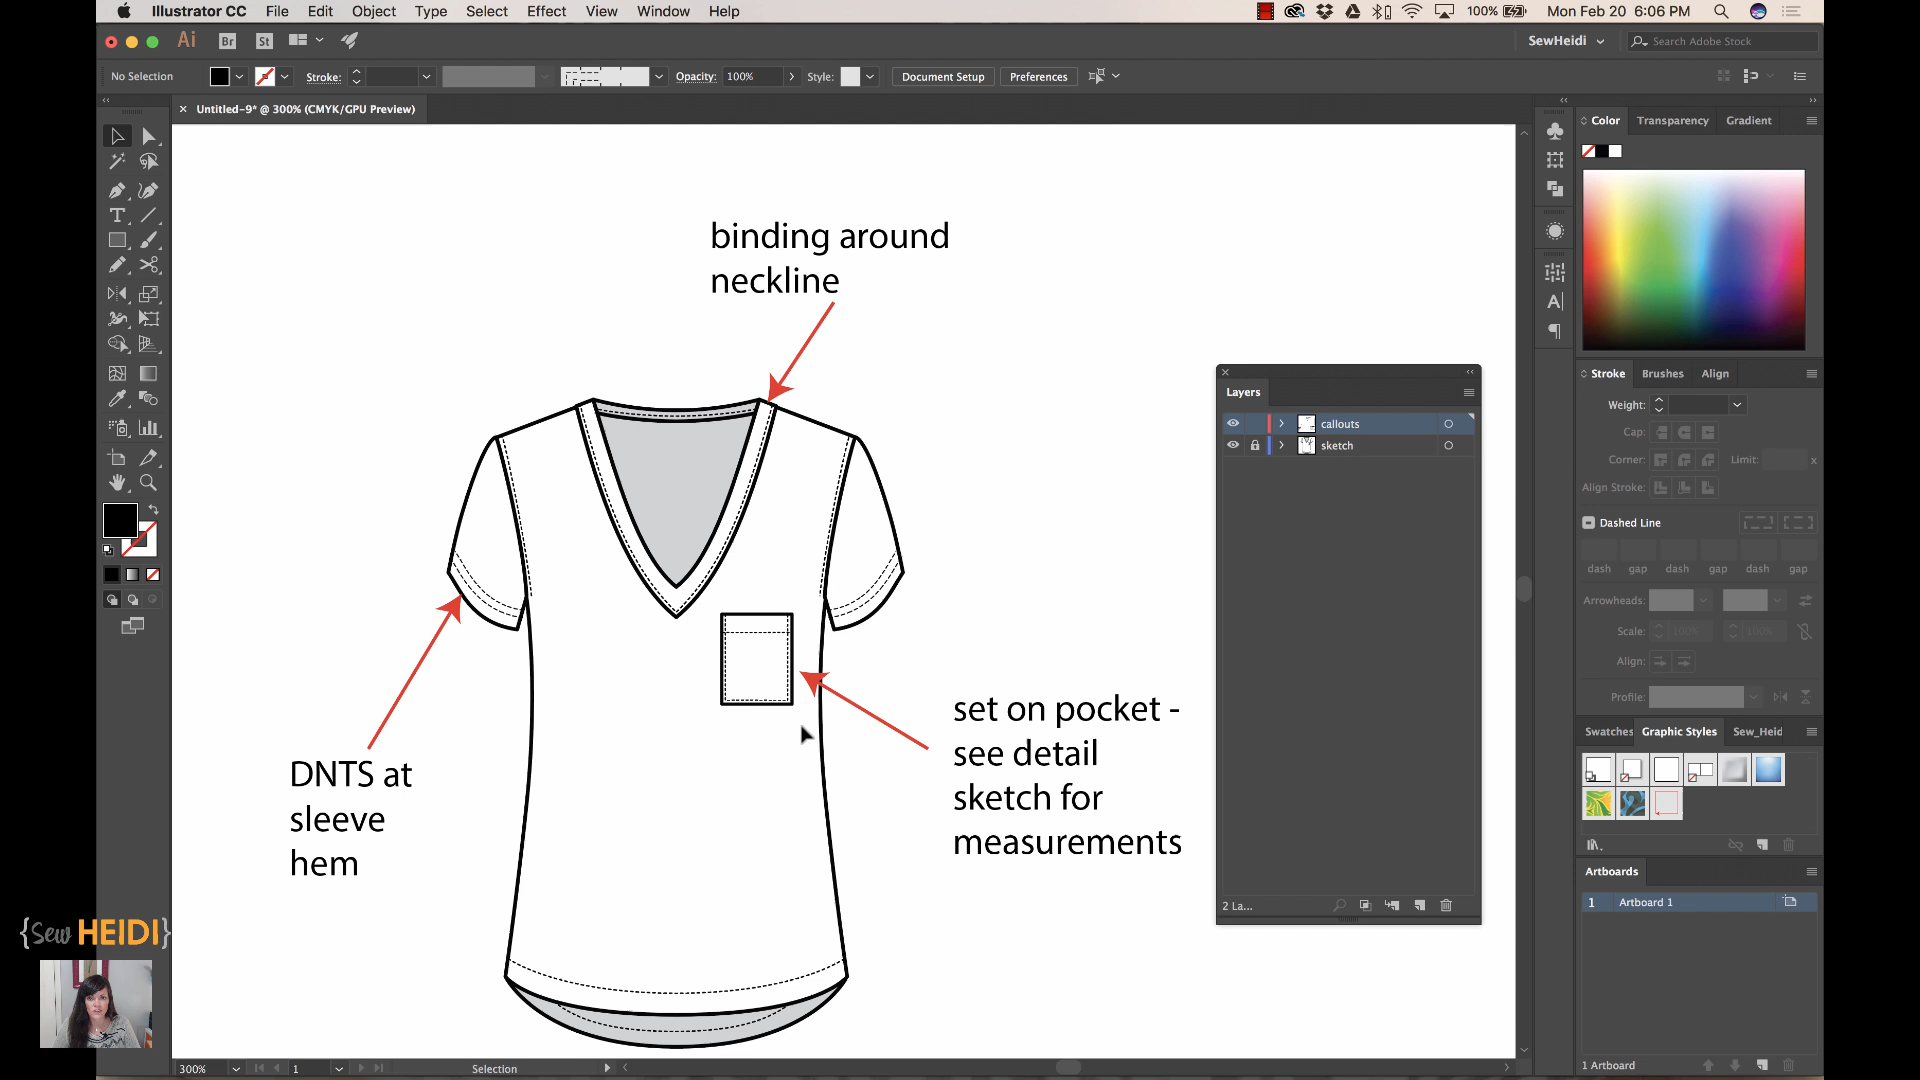 Illustrator CC File Edit Object Type Select Effect View Window Help
100% Mon Feb 20 6:06 PM
Ai Br St
SewHeidi Search Adobe Stock
No Selection Stroke: Opacity: 100% Style: Document Setup Preferences
Untitled-9* @ 300% (CMYK/GPU Preview)
binding around
neckline
DNTS at
sleeve
hem
set on pocket -
see detail
sketch for
measurements
Layers
callouts
sketch
2 La...
Color Transparency Gradient
Stroke Brushes Align
Weight:
Cap:
Corner: Limit: x
Align Stroke:
Dashed Line
dash gap dash gap dash gap
Arrowheads:
Scale: 100% 100%
Align:
Profile:
Swatches Graphic Styles Sew_Heid
Artboards
1 Artboard 1
1 Artboard
{Sew HEIDI}
300% 1 Selection